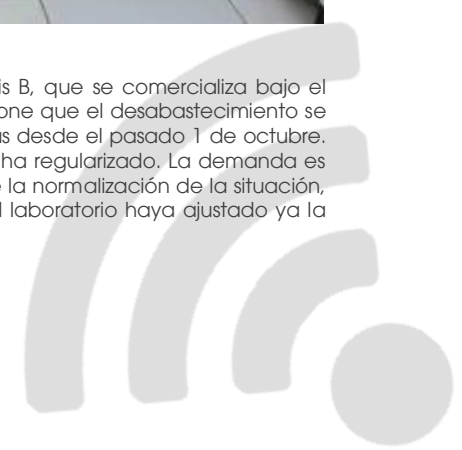 is B, que se comercializa bajo el
one que el desabastecimiento se
s desde el pasado 1 de octubre.
ha regularizado. La demanda es
la normalización de la situación,
laboratorio haya ajustado ya la